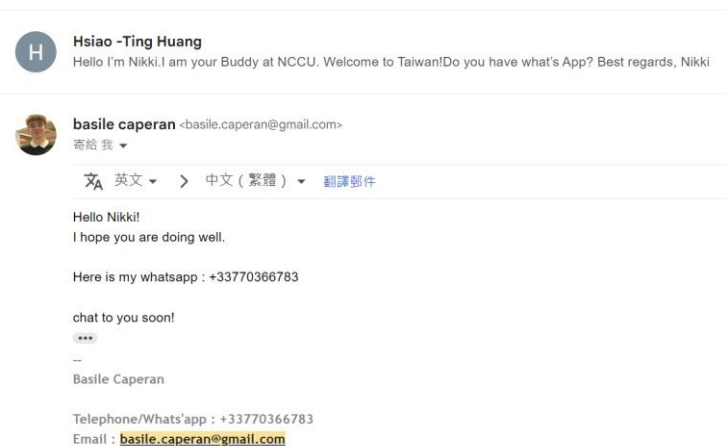 H
Hsiao -Ting Huang
Hello I'm Nikki.I am your Buddy at NCCU. Welcome to Taiwan!Do you have what's App? Best regards, Nikki
basile caperan <basile.caperan@gmail.com>
寄給 我
英文 > 中文 ( 繁體 ) 翻譯郵件
Hello Nikki!
I hope you are doing well.
Here is my whatsapp : +33770366783
chat to you soon!
•••
--
Basile Caperan
Telephone/Whats'app : +33770366783
Email : basile.caperan@gmail.com